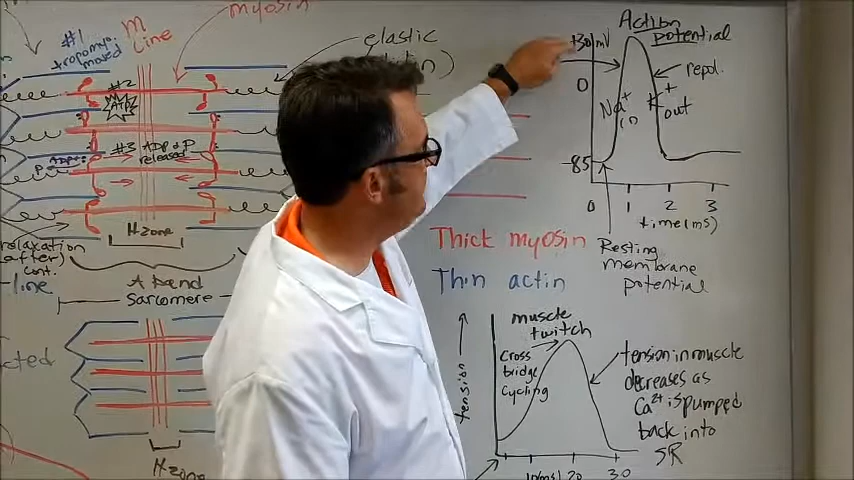 #1
tropomyo.
moved
M
Line
myosin
elastic
#2
ATP
#3 ADP & P
released
ADP
P
H zone
relaxation
(after)
cont.
-line
A band
Sarcomere
acted
H zone
Action
potential
+30 mV
0
-85
repol.
Na+
in
K+
out
0 1 2 3
time (ms)
Resting
membrane
potential
Thick myosin
Thin actin
muscle
twitch
Cross
bridge
Cycling
tension
tension in muscle
decreases as
Ca2+ is pumped
back into
SR
(ms) 20 30